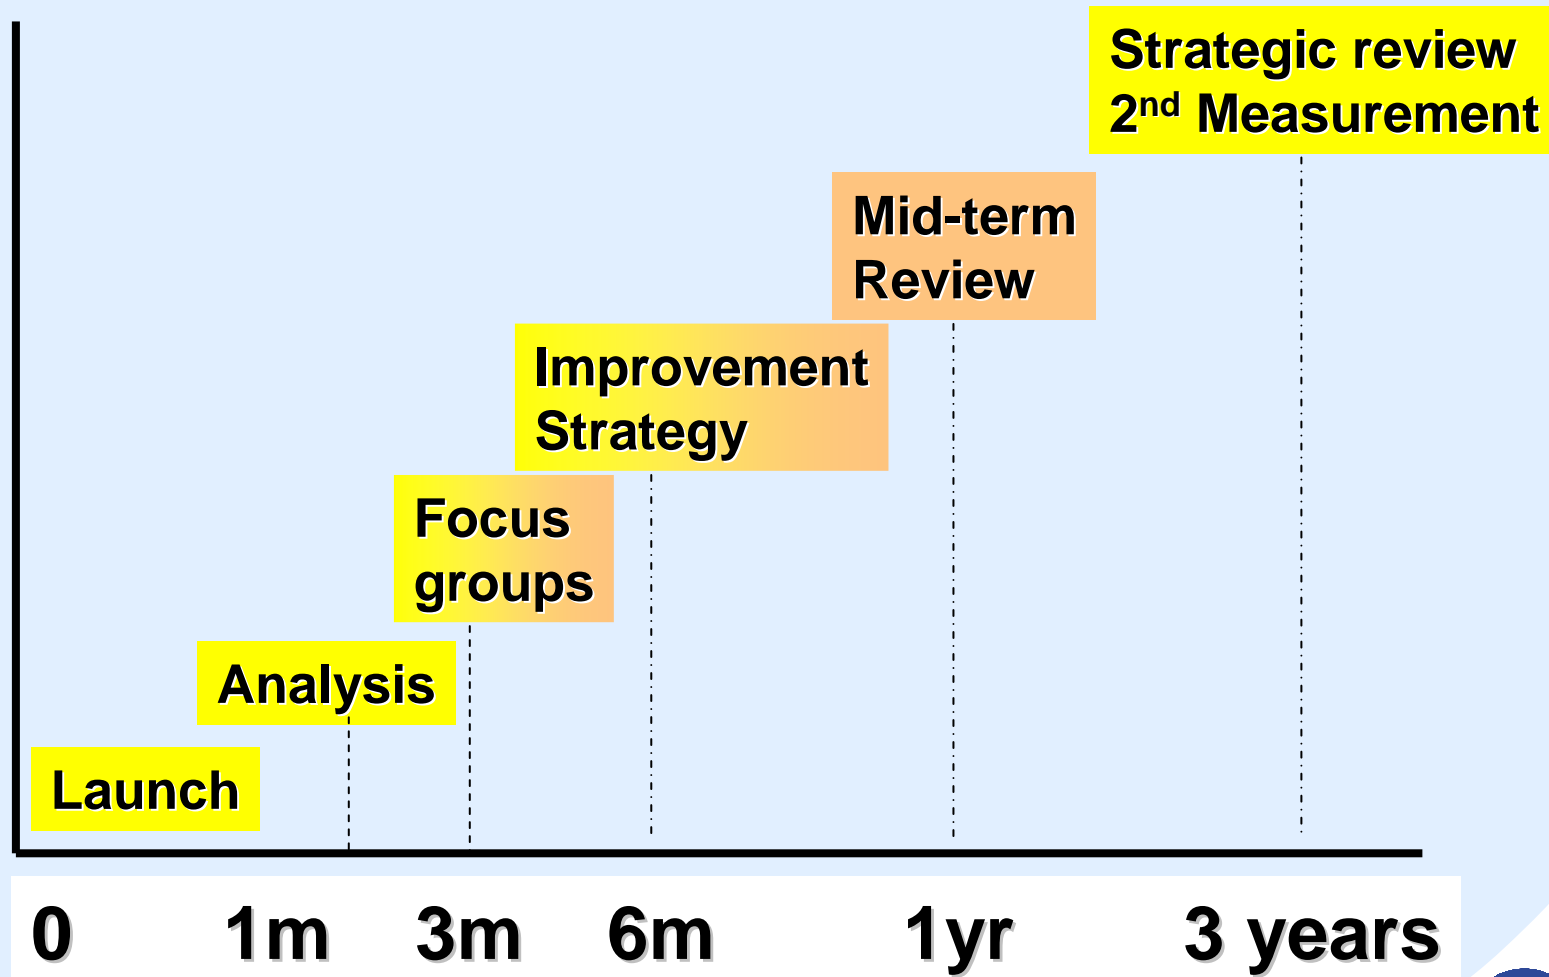 Strategic review
2nd Measurement
Mid-term
Review
Improvement
Strategy
Focus
groups
Analysis
Launch
0 1m 3m 6m 1yr 3 years